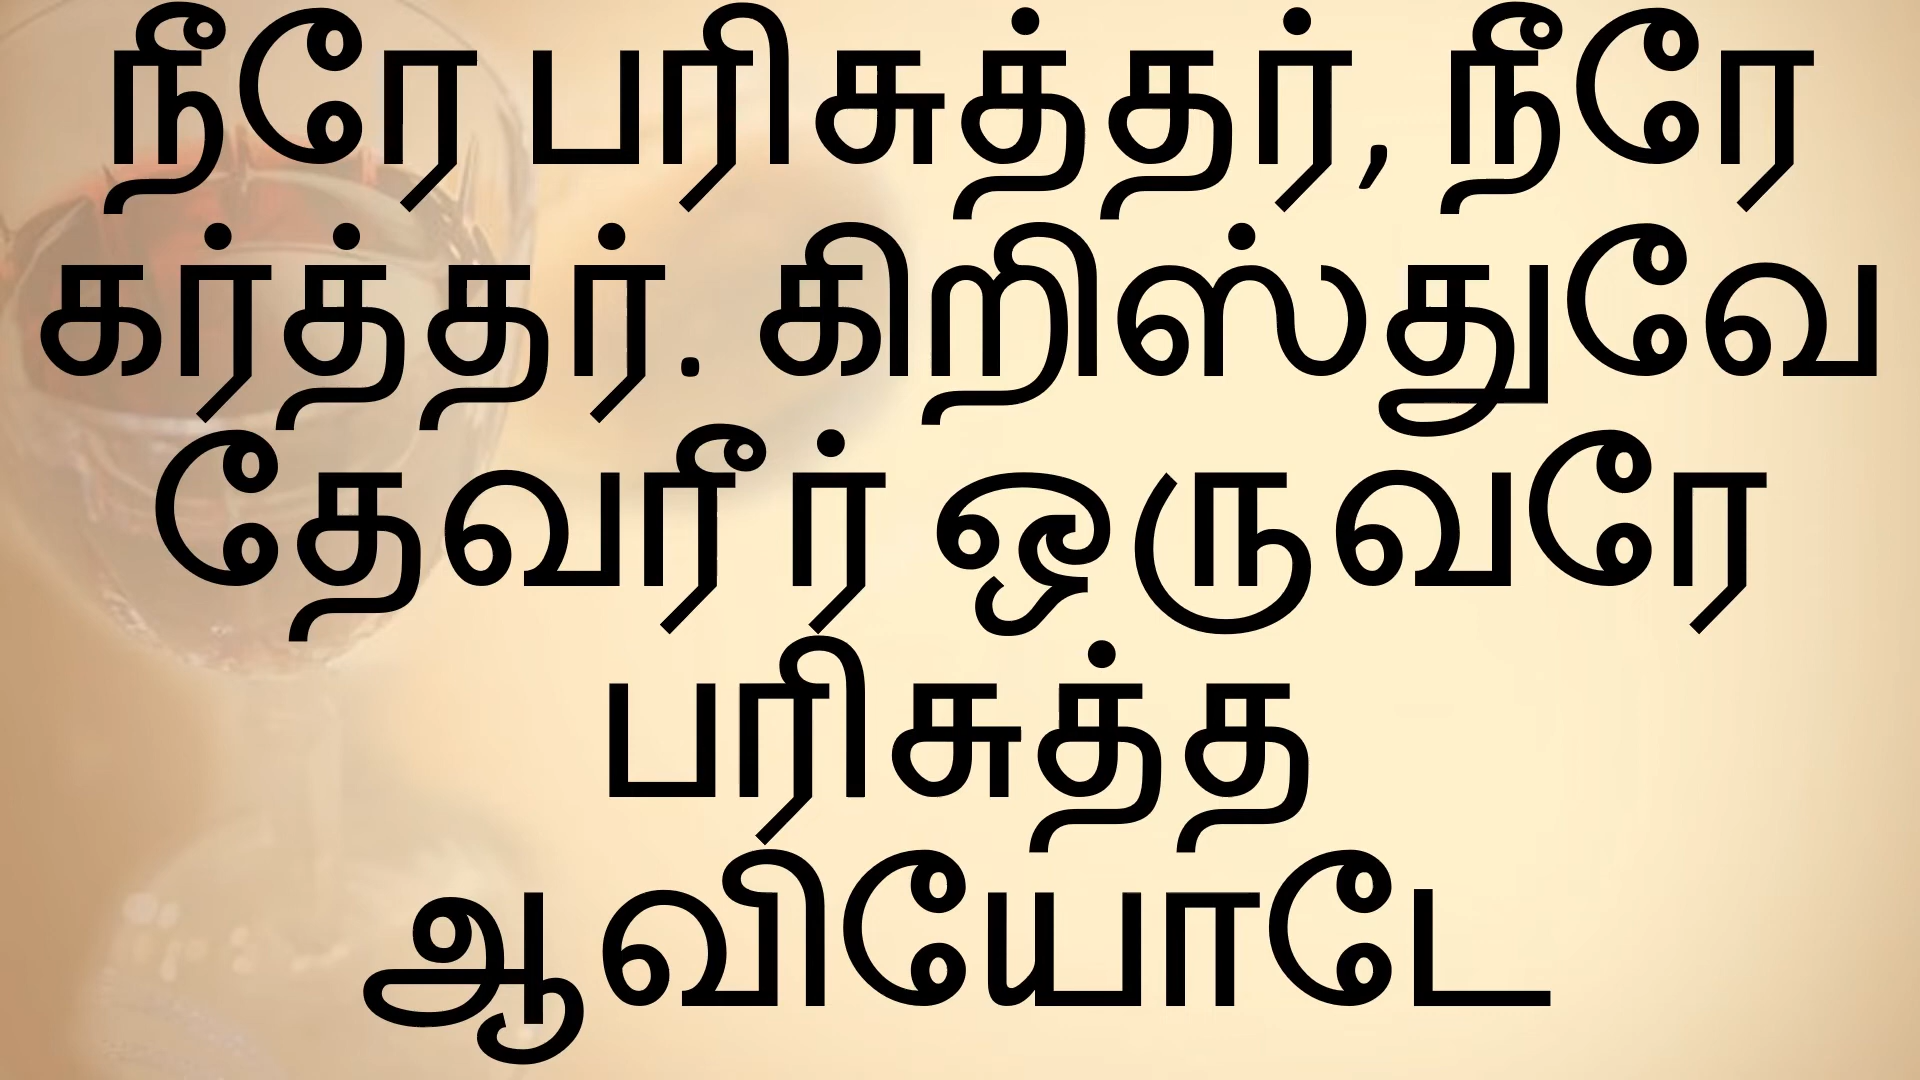 நீரே பரிசுத்தர், நீரே
கர்த்தர். கிறிஸ்துவே
தேவரீர் ஒருவரே
பரிசுத்த
ஆவியோடே